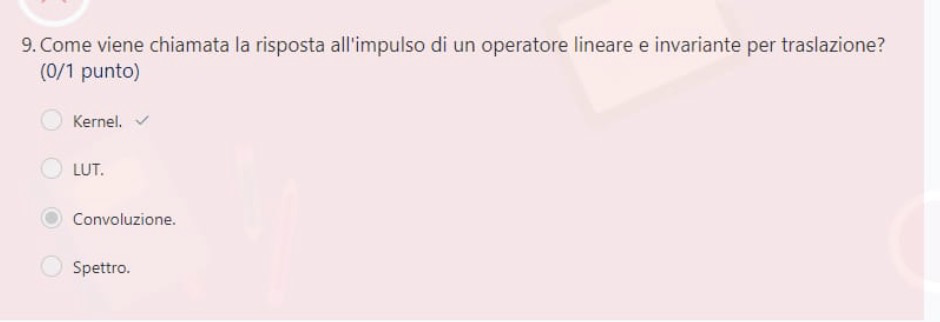 9. Come viene chiamata la risposta all'impulso di un operatore lineare e invariante per traslazione?
(0/1 punto)
Kernel. ✓
LUT.
Convoluzione.
Spettro.